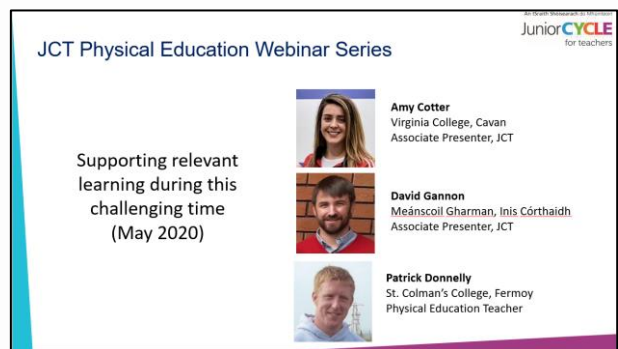 An tSraith Shóisearach do Mhúinteoirí
JuniorCYCLE
for teachers
JCT Physical Education Webinar Series
Supporting relevant
learning during this
challenging time
(May 2020)
Amy Cotter
Virginia College, Cavan
Associate Presenter, JCT
David Gannon
Meánscoil Gharman, Inis Córthaidh
Associate Presenter, JCT
Patrick Donnelly
St. Colman's College, Fermoy
Physical Education Teacher